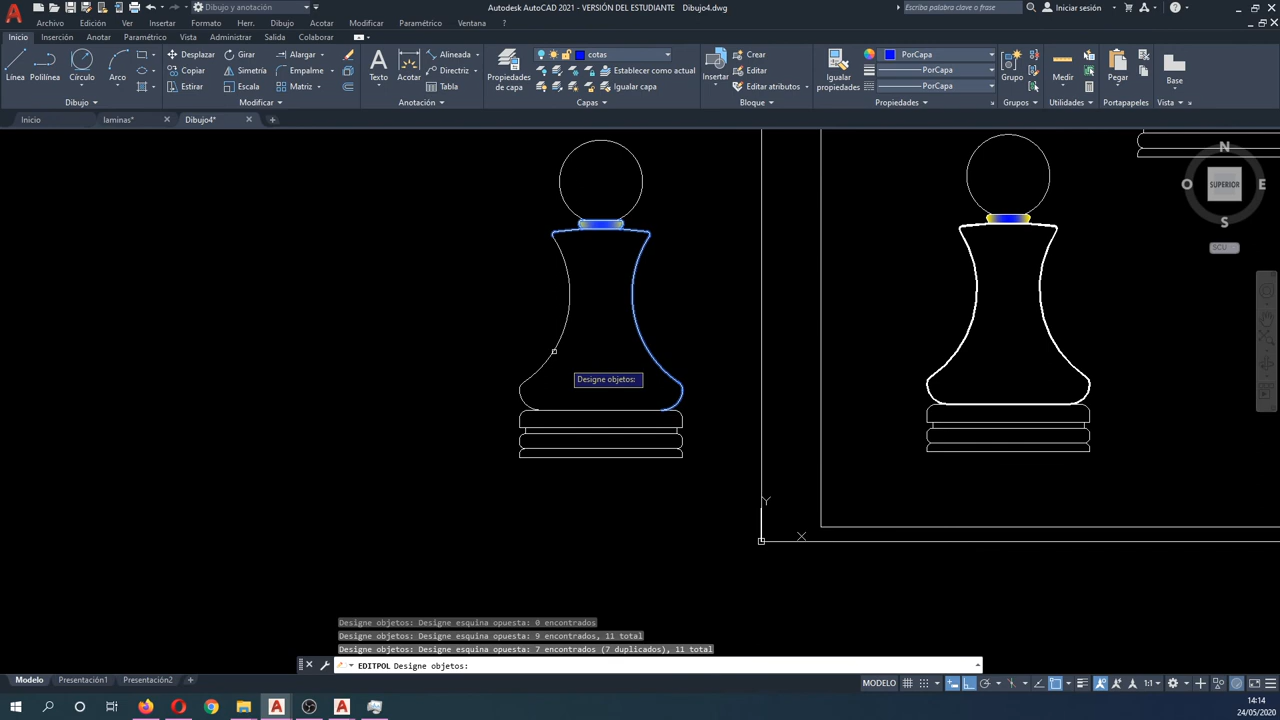 Dibujo y anotación
Autodesk AutoCAD 2021 - VERSIÓN DEL ESTUDIANTE Dibujo4.dwg
Escriba palabra clave o frase
Iniciar sesión
?
Archivo Edición Ver Insertar Formato Herr. Dibujo Acotar Modificar Paramétrico Ventana ?
Inicio Inserción Anotar Paramétrico Vista Administrar Salida Colaborar
Línea Polilínea Círculo Arco
Desplazar Girar Alargar
Copiar Simetría Empalme
Estirar Escala Matriz
Texto Acotar
Alineada
Directriz
Tabla
Propiedades de capa
cotas
Establecer como actual
Igualar capa
Insertar
Crear
Editar
Editar atributos
Igualar propiedades
PorCapa
PorCapa
PorCapa
Grupo
Medir
Pegar
Base
Dibujo Modificar Anotación Capas Bloque Propiedades Grupos Utilidades Portapapeles Vista
Inicio laminas* Dibujo4*
N
O SUPERIOR E
S
SCU
Designe objetos:
Y
X
Designe objetos: Designe esquina opuesta: 0 encontrados
Designe objetos: Designe esquina opuesta: 9 encontrados, 11 total
Designe objetos: Designe esquina opuesta: 7 encontrados (7 duplicados), 11 total
EDITPOL Designe objetos:
Modelo Presentación1 Presentación2
MODELO 1:1
14:14
24/05/2020